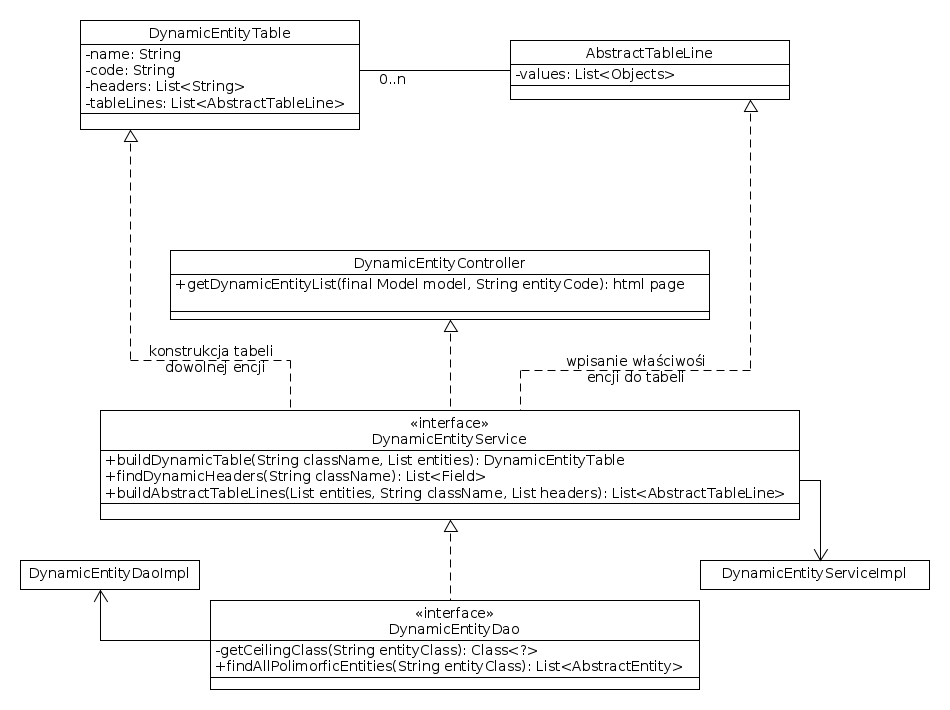 DynamicEntityTable
-name: String
-code: String
-headers: List<String>
-tableLines: List<AbstractTableLine>
0..n
AbstractTableLine
-values: List<Objects>
DynamicEntityController
+getDynamicEntityList(final Model model, String entityCode): html page
konstrukcja tabeli
dowolnej encji
wpisanie właściwośi
encji do tabeli
«interface»
DynamicEntityService
+buildDynamicTable(String className, List entities): DynamicEntityTable
+findDynamicHeaders(String className): List<Field>
+buildAbstractTableLines(List entities, String className, List headers): List<AbstractTableLine>
DynamicEntityDaoImpl
DynamicEntityServiceImpl
«interface»
DynamicEntityDao
-getCeilingClass(String entityClass): Class<?>
+findAllPolimorficEntities(String entityClass): List<AbstractEntity>